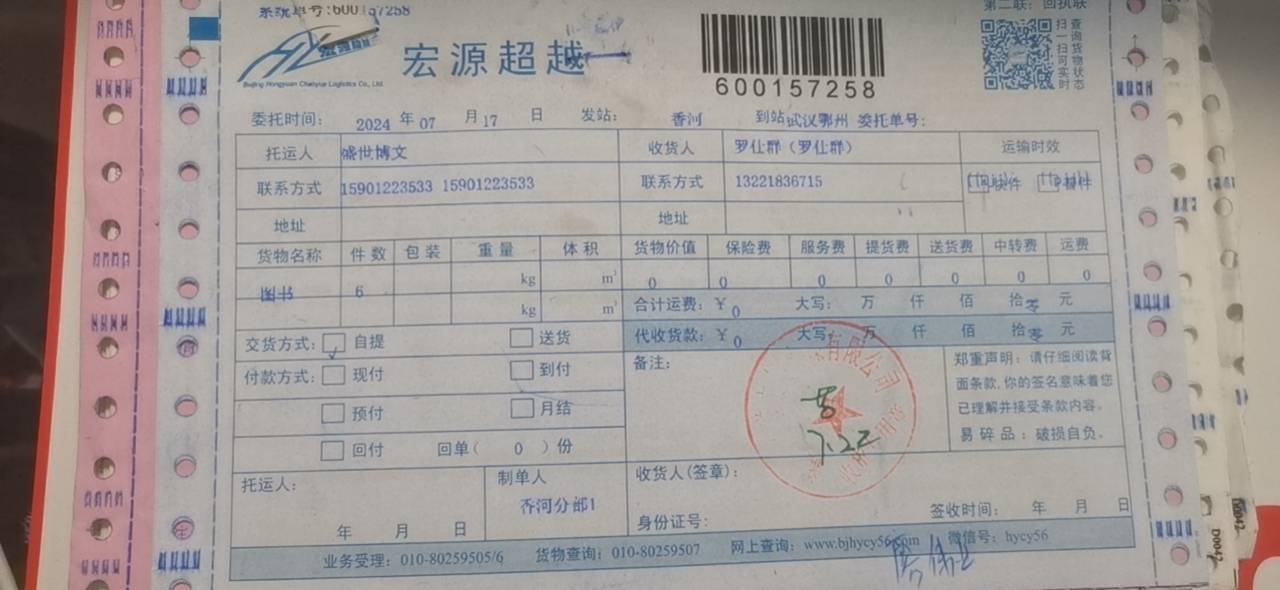 系统单号:600157258
第二联: 回执联
宏源超越
Beijing Hongyuan Chaoyue Logistics Co., Ltd.
600157258
扫一扫可实时
查询货物状态
委托时间: 2024 年 07 月 17 日 发站: 香河 到站 武汉鄂州 委托单号:
托运人 盛世博文 收货人 罗仕群 (罗仕群) 运输时效
联系方式 15901223533 15901223533 联系方式 13221836715 快件
地址 地址
货物名称 件数 包装 重量 体积 货物价值 保险费 服务费 提货费 送货费 中转费 运费
图书 6 kg m³ 0 0 0 0 0 0 0
kg m³ 合计运费: ¥ 0 大写: 万 仟 佰 拾 零 元
代收货款: ¥ 0 大写: 万 仟 佰 拾 零 元
交货方式: 自提 送货
付款方式: 现付 到付
预付 月结
回付 回单( 0 )份
备注:
有限公司
7.22
郑重声明: 请仔细阅读背
面条款,你的签名意味着您
已理解并接受条款内容。
易碎品: 破损自负。
托运人:
年 月 日
制单人
香河分部1
收货人(签章):
身份证号:
签收时间: 年 月 日
业务受理: 010-80259505/6 货物查询: 010-80259507 网上查询: www.bjhycy56.com 微信号: hycy56